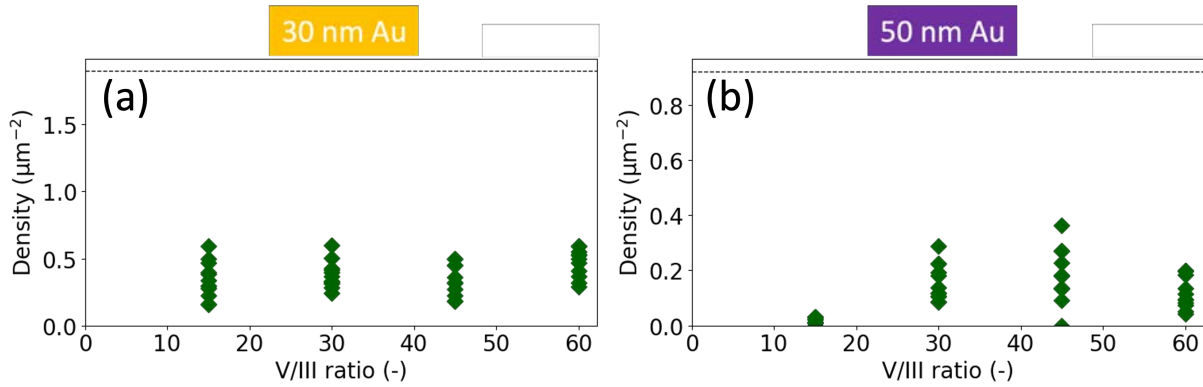 30 nm Au
(a)
Density (µm⁻²)
1.5
1.0
0.5
0.0
0 10 20 30 40 50 60
V/III ratio (-)
50 nm Au
(b)
Density (µm⁻²)
0.8
0.6
0.4
0.2
0.0
0 10 20 30 40 50 60
V/III ratio (-)